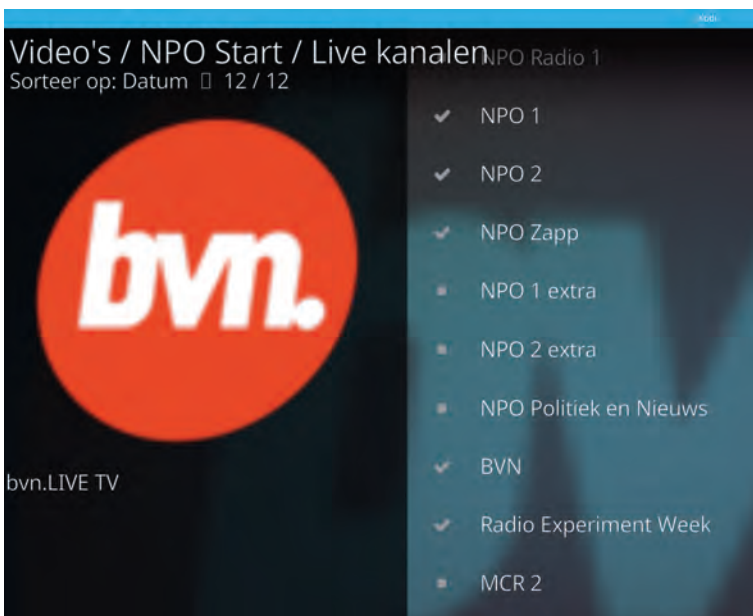 Kodi
Video's / NPO Start / Live kanalen
Sorteer op: Datum 12 / 12
NPO Radio 1
NPO 1
NPO 2
NPO Zapp
NPO 1 extra
NPO 2 extra
NPO Politiek en Nieuws
BVN
Radio Experiment Week
MCR 2
bvn.
bvn.LIVE TV